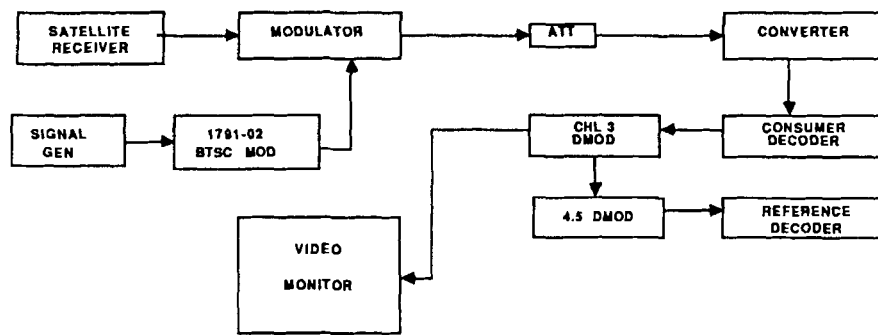 SATELLITE
RECEIVER
MODULATOR
ATT
CONVERTER
SIGNAL
GEN
1791-02
BTSC MOD
CHL 3
DMOD
CONSUMER
DECODER
4.5 DMOD
REFERENCE
DECODER
VIDEO
MONITOR